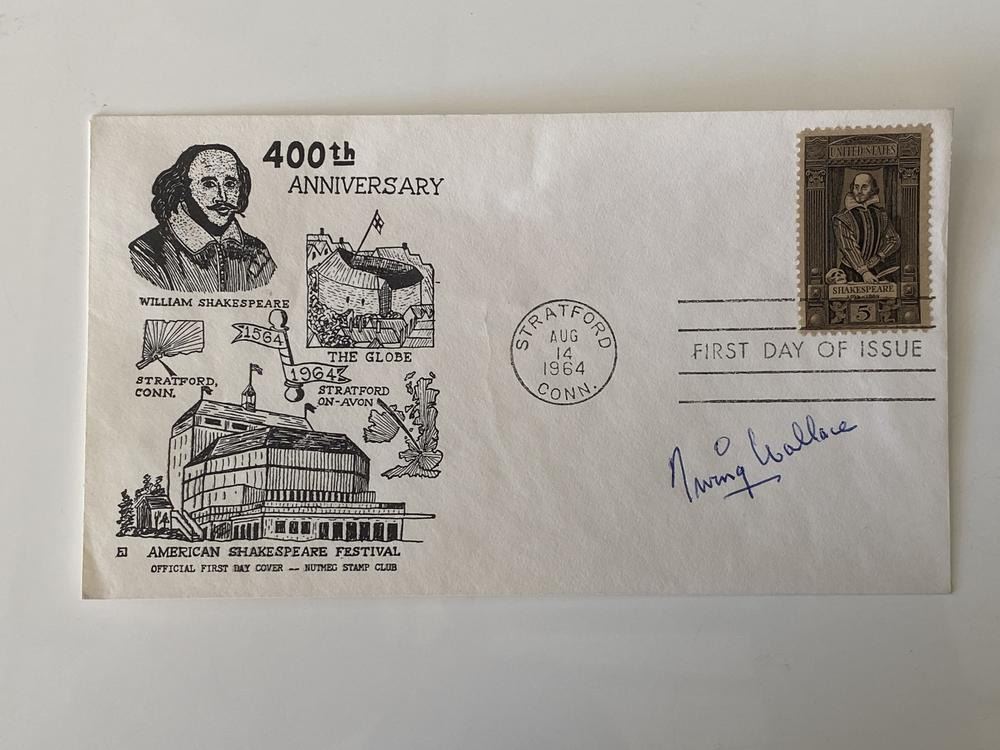 400th
ANNIVERSARY
WILLIAM SHAKESPEARE
1564
1964
THE GLOBE
STRATFORD,
CONN.
STRATFORD
ON-AVON
AMERICAN SHAKESPEARE FESTIVAL
OFFICIAL FIRST DAY COVER -- NUTMEG STAMP CLUB
STRATFORD
AUG
14
1964
CONN.
UNITED STATES
SHAKESPEARE
1564-1964
5¢
FIRST DAY OF ISSUE
Irving Wallace